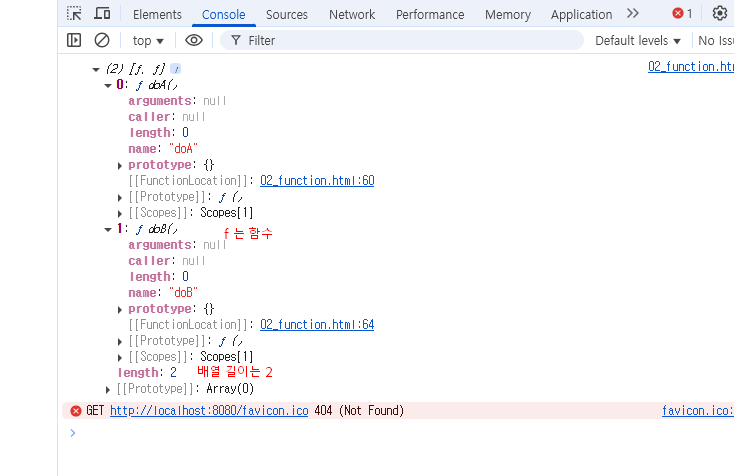 Elements Console Sources Network Performance Memory Application >> 1
top ▼ Filter Default levels ▼ No Iss
▼ (2) [ƒ, ƒ] i 02_function.htm
▼ 0: ƒ doA(,
arguments: null
caller: null
length: 0
name: "doA"
▶ prototype: {}
[[FunctionLocation]]: 02_function.html:60
▶ [[Prototype]]: ƒ (,
▶ [[Scopes]]: Scopes[1]
▼ 1: ƒ doB(, f 는 함수
arguments: null
caller: null
length: 0
name: "doB"
▶ prototype: {}
[[FunctionLocation]]: 02_function.html:64
▶ [[Prototype]]: ƒ (,
▶ [[Scopes]]: Scopes[1]
length: 2 배열 길이는 2
▶ [[Prototype]]: Array(0)
GET http://localhost:8080/favicon.ico 404 (Not Found) favicon.ico:
>